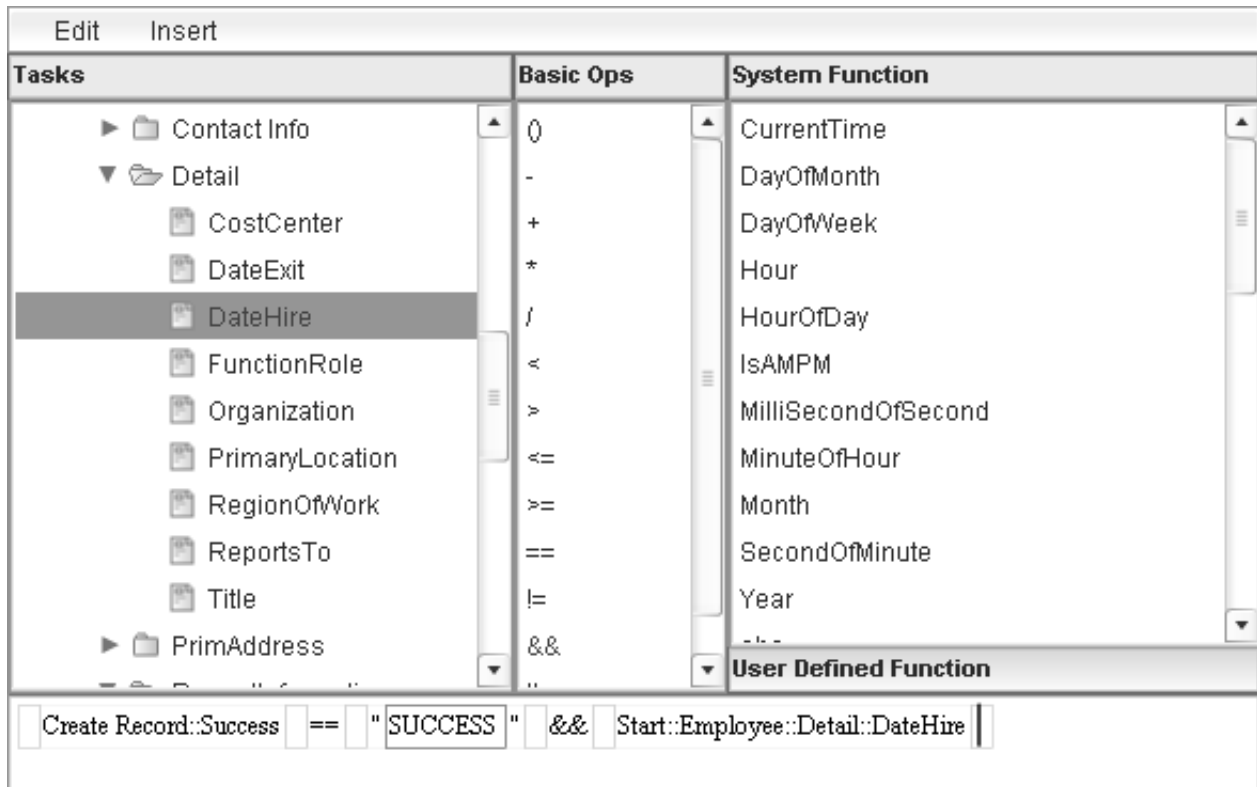 Edit Insert
Tasks
Contact Info
Detail
CostCenter
DateExit
DateHire
FunctionRole
Organization
PrimaryLocation
RegionOfWork
ReportsTo
Title
PrimAddress
Basic Ops
()
-
+
*
/
<
>
<=
>=
==
!=
&&
System Function
CurrentTime
DayOfMonth
DayOfWeek
Hour
HourOfDay
IsAMPM
MilliSecondOfSecond
MinuteOfHour
Month
SecondOfMinute
Year
User Defined Function
Create Record::Success == " SUCCESS " && Start::Employee::Detail::DateHire